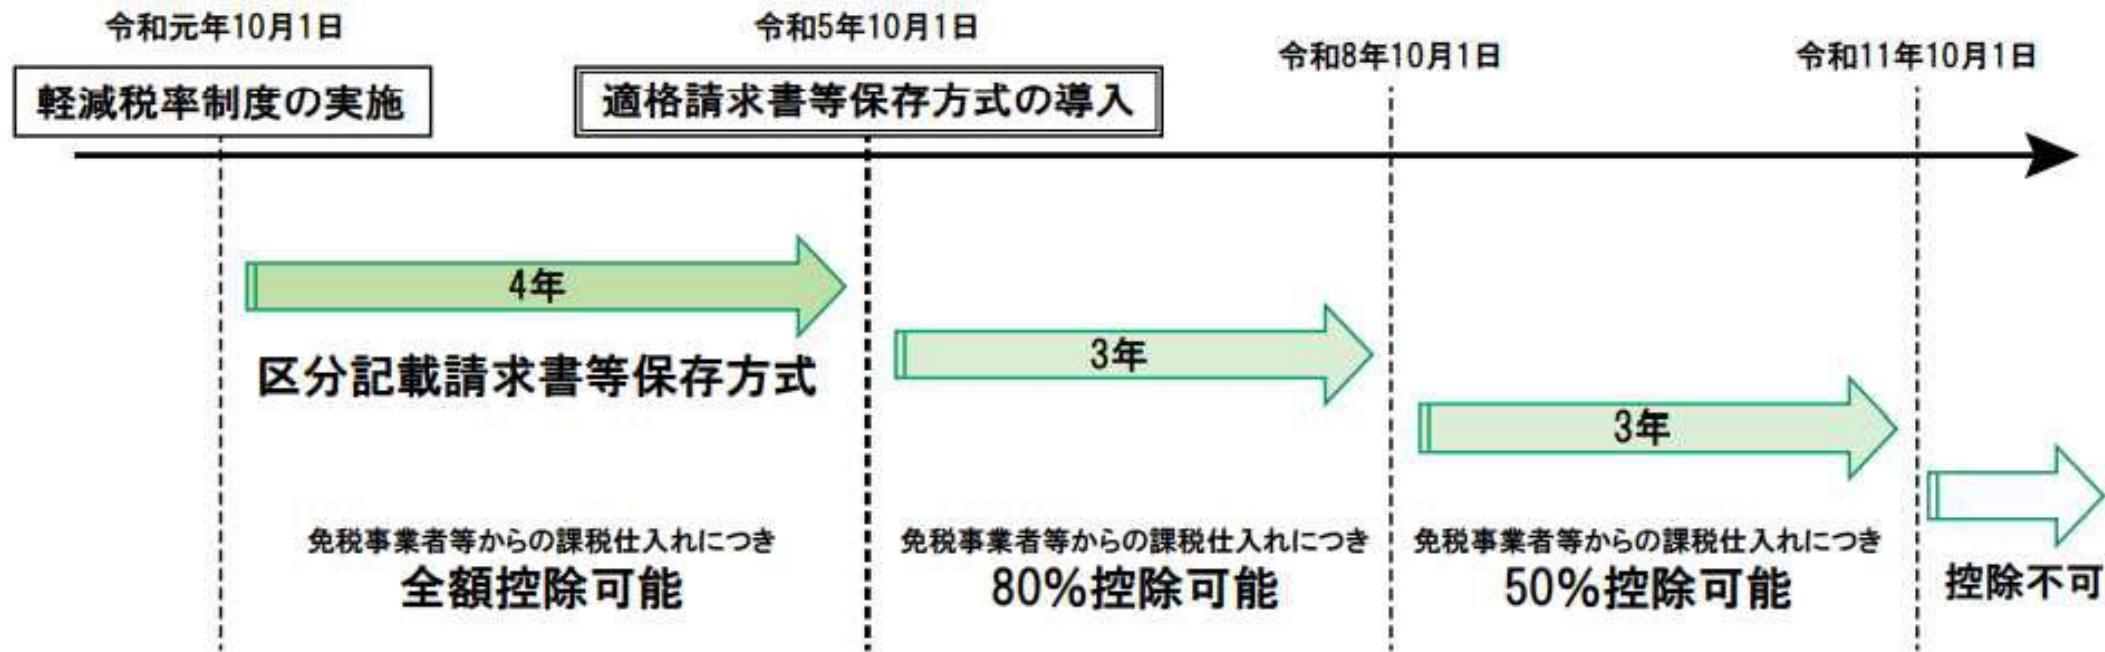 令和元年10月1日
令和5年10月1日
令和8年10月1日
令和11年10月1日
軽減税率制度の実施
適格請求書等保存方式の導入
4年
区分記載請求書等保存方式
3年
3年
免税事業者等からの課税仕入れにつき
全額控除可能
免税事業者等からの課税仕入れにつき
80%控除可能
免税事業者等からの課税仕入れにつき
50%控除可能
控除不可